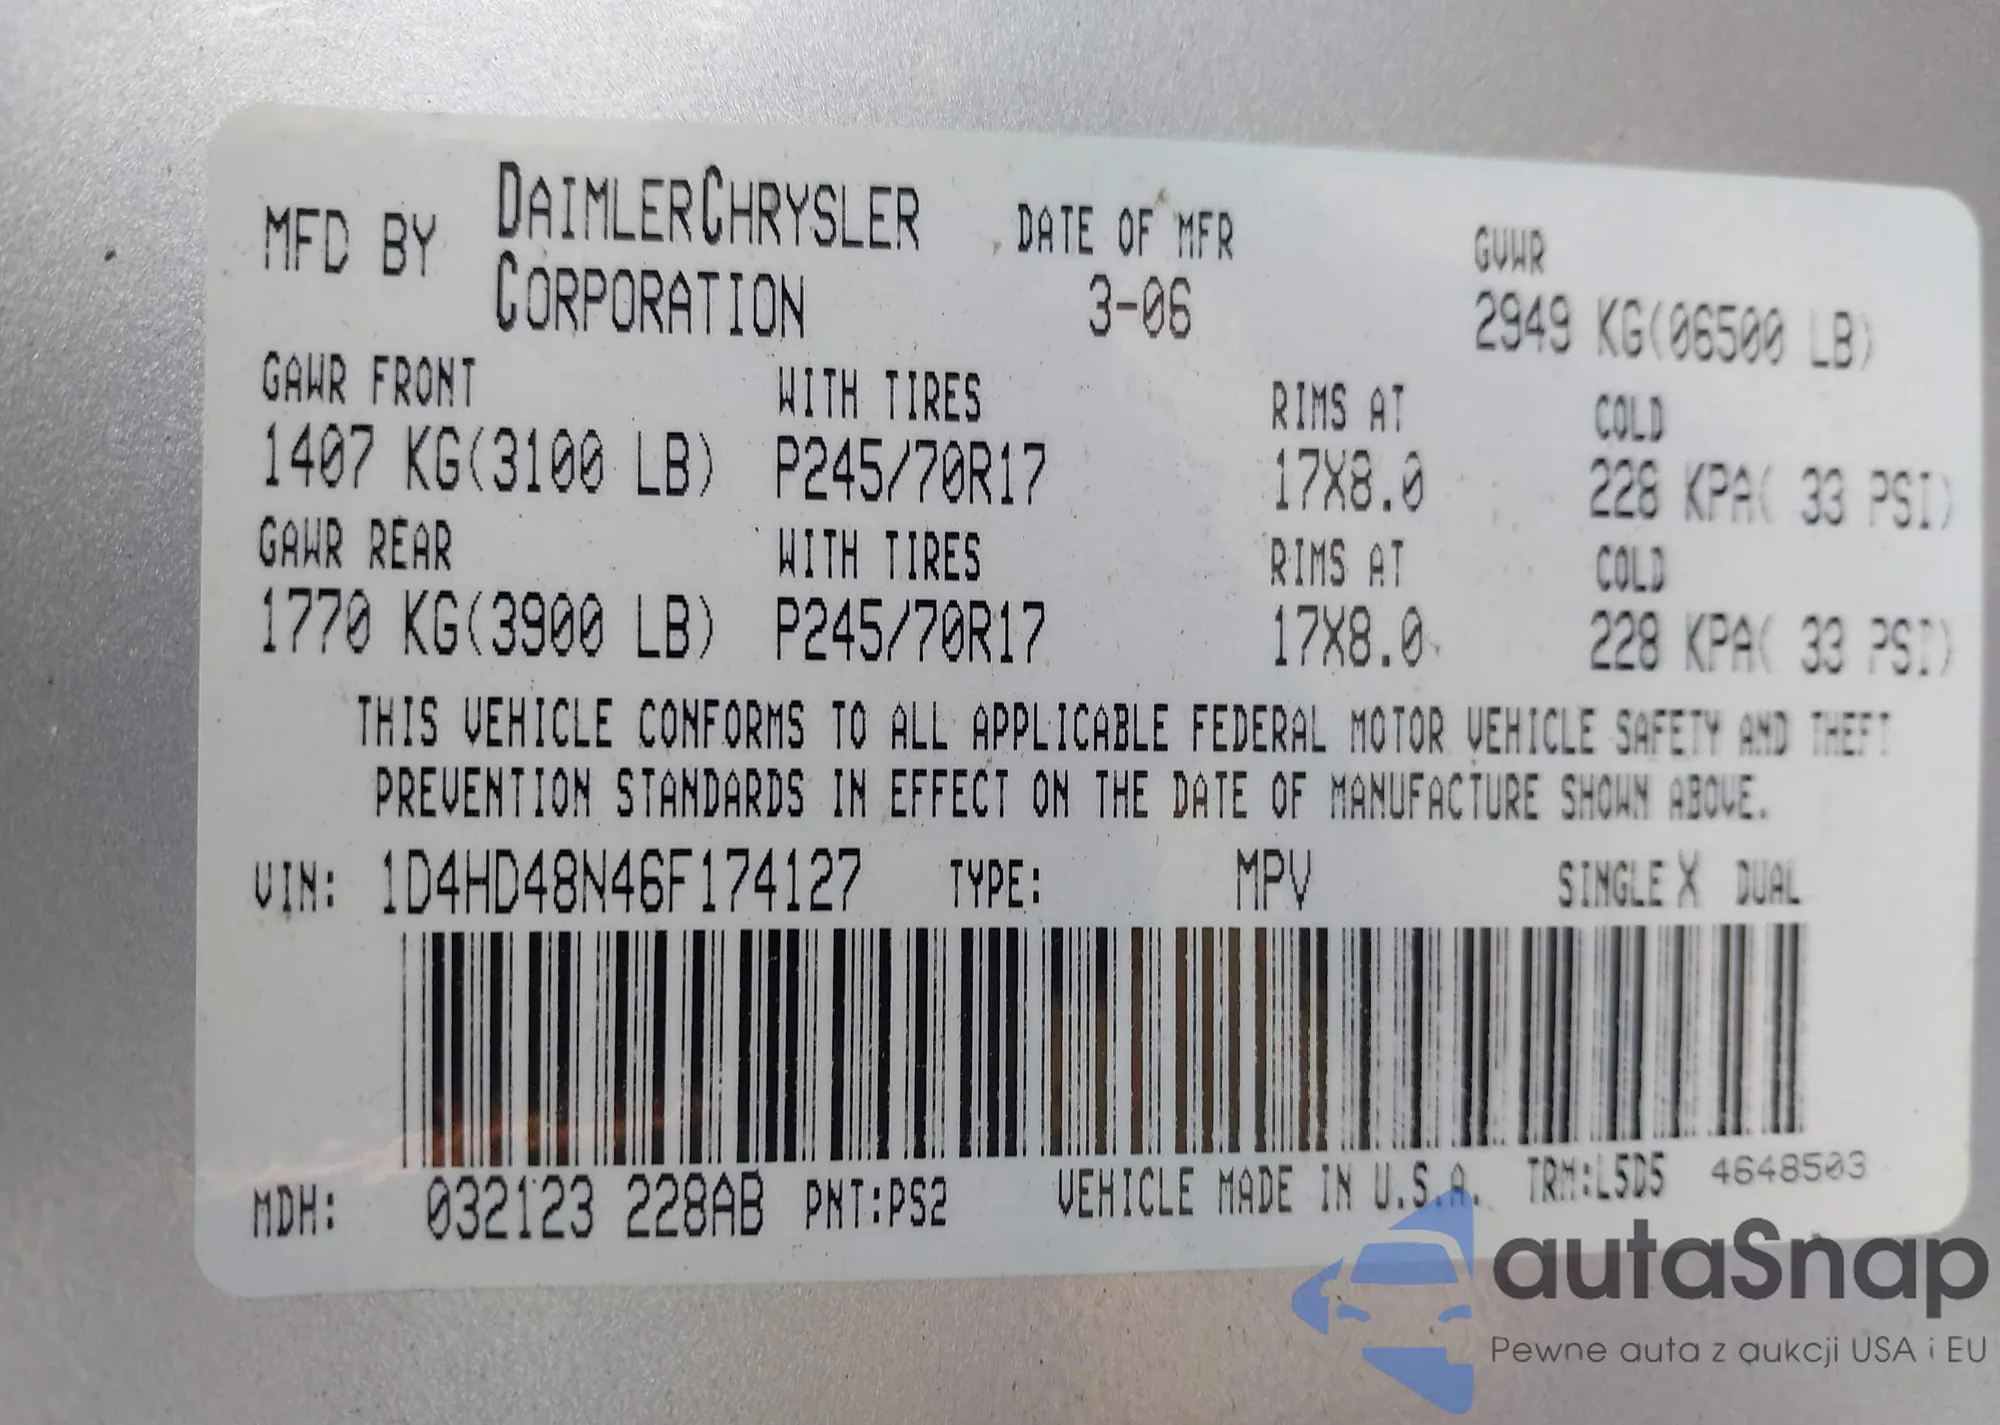 MFD BY DAIMLERCHRYSLER CORPORATION DATE OF MFR 3-06 GVWR 2949 KG(06500 LB)
GAWR FRONT WITH TIRES RIMS AT COLD
1407 KG(3100 LB) P245/70R17 17X8.0 228 KPA( 33 PSI)
GAWR REAR WITH TIRES RIMS AT COLD
1770 KG(3900 LB) P245/70R17 17X8.0 228 KPA( 33 PSI)
THIS VEHICLE CONFORMS TO ALL APPLICABLE FEDERAL MOTOR VEHICLE SAFETY AND THEFT
PREVENTION STANDARDS IN EFFECT ON THE DATE OF MANUFACTURE SHOWN ABOVE.
VIN: 1D4HD48N46F174127 TYPE: MPV SINGLE X DUAL
MDH: 032123 228AB PNT:PS2 VEHICLE MADE IN U.S.A. TRM:L5D5 4648503
autaSnap
Pewne auta z aukcji USA i EU